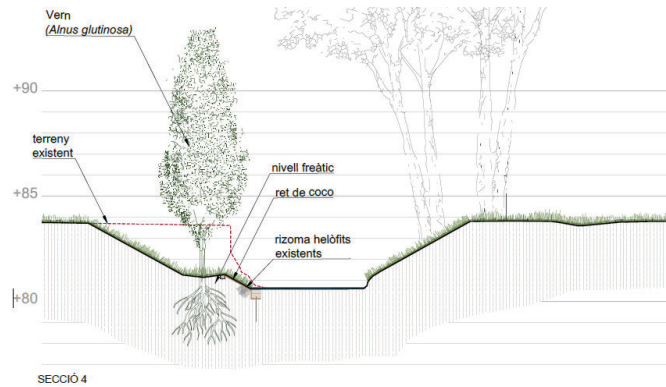 Vern
(Alnus glutinosa)
+90
terreny
existent
nivell freàtic
+85
ret de coco
rizoma helòfits
existents
+80
SECCIÓ 4